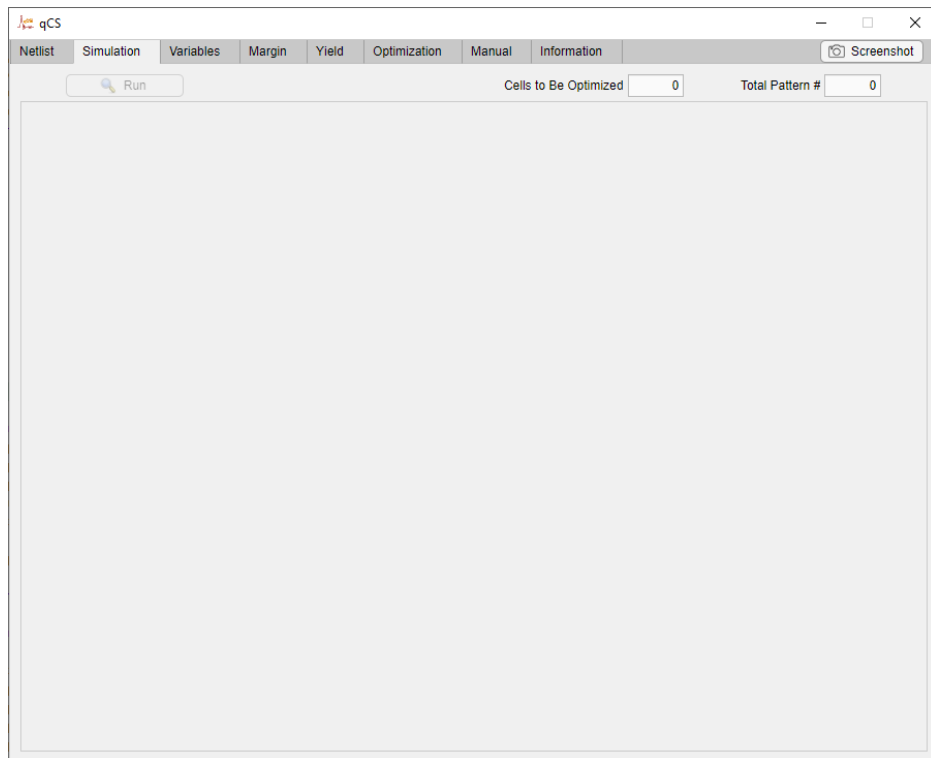 qCS
Netlist Simulation Variables Margin Yield Optimization Manual Information Screenshot
Run Cells to Be Optimized 0 Total Pattern # 0